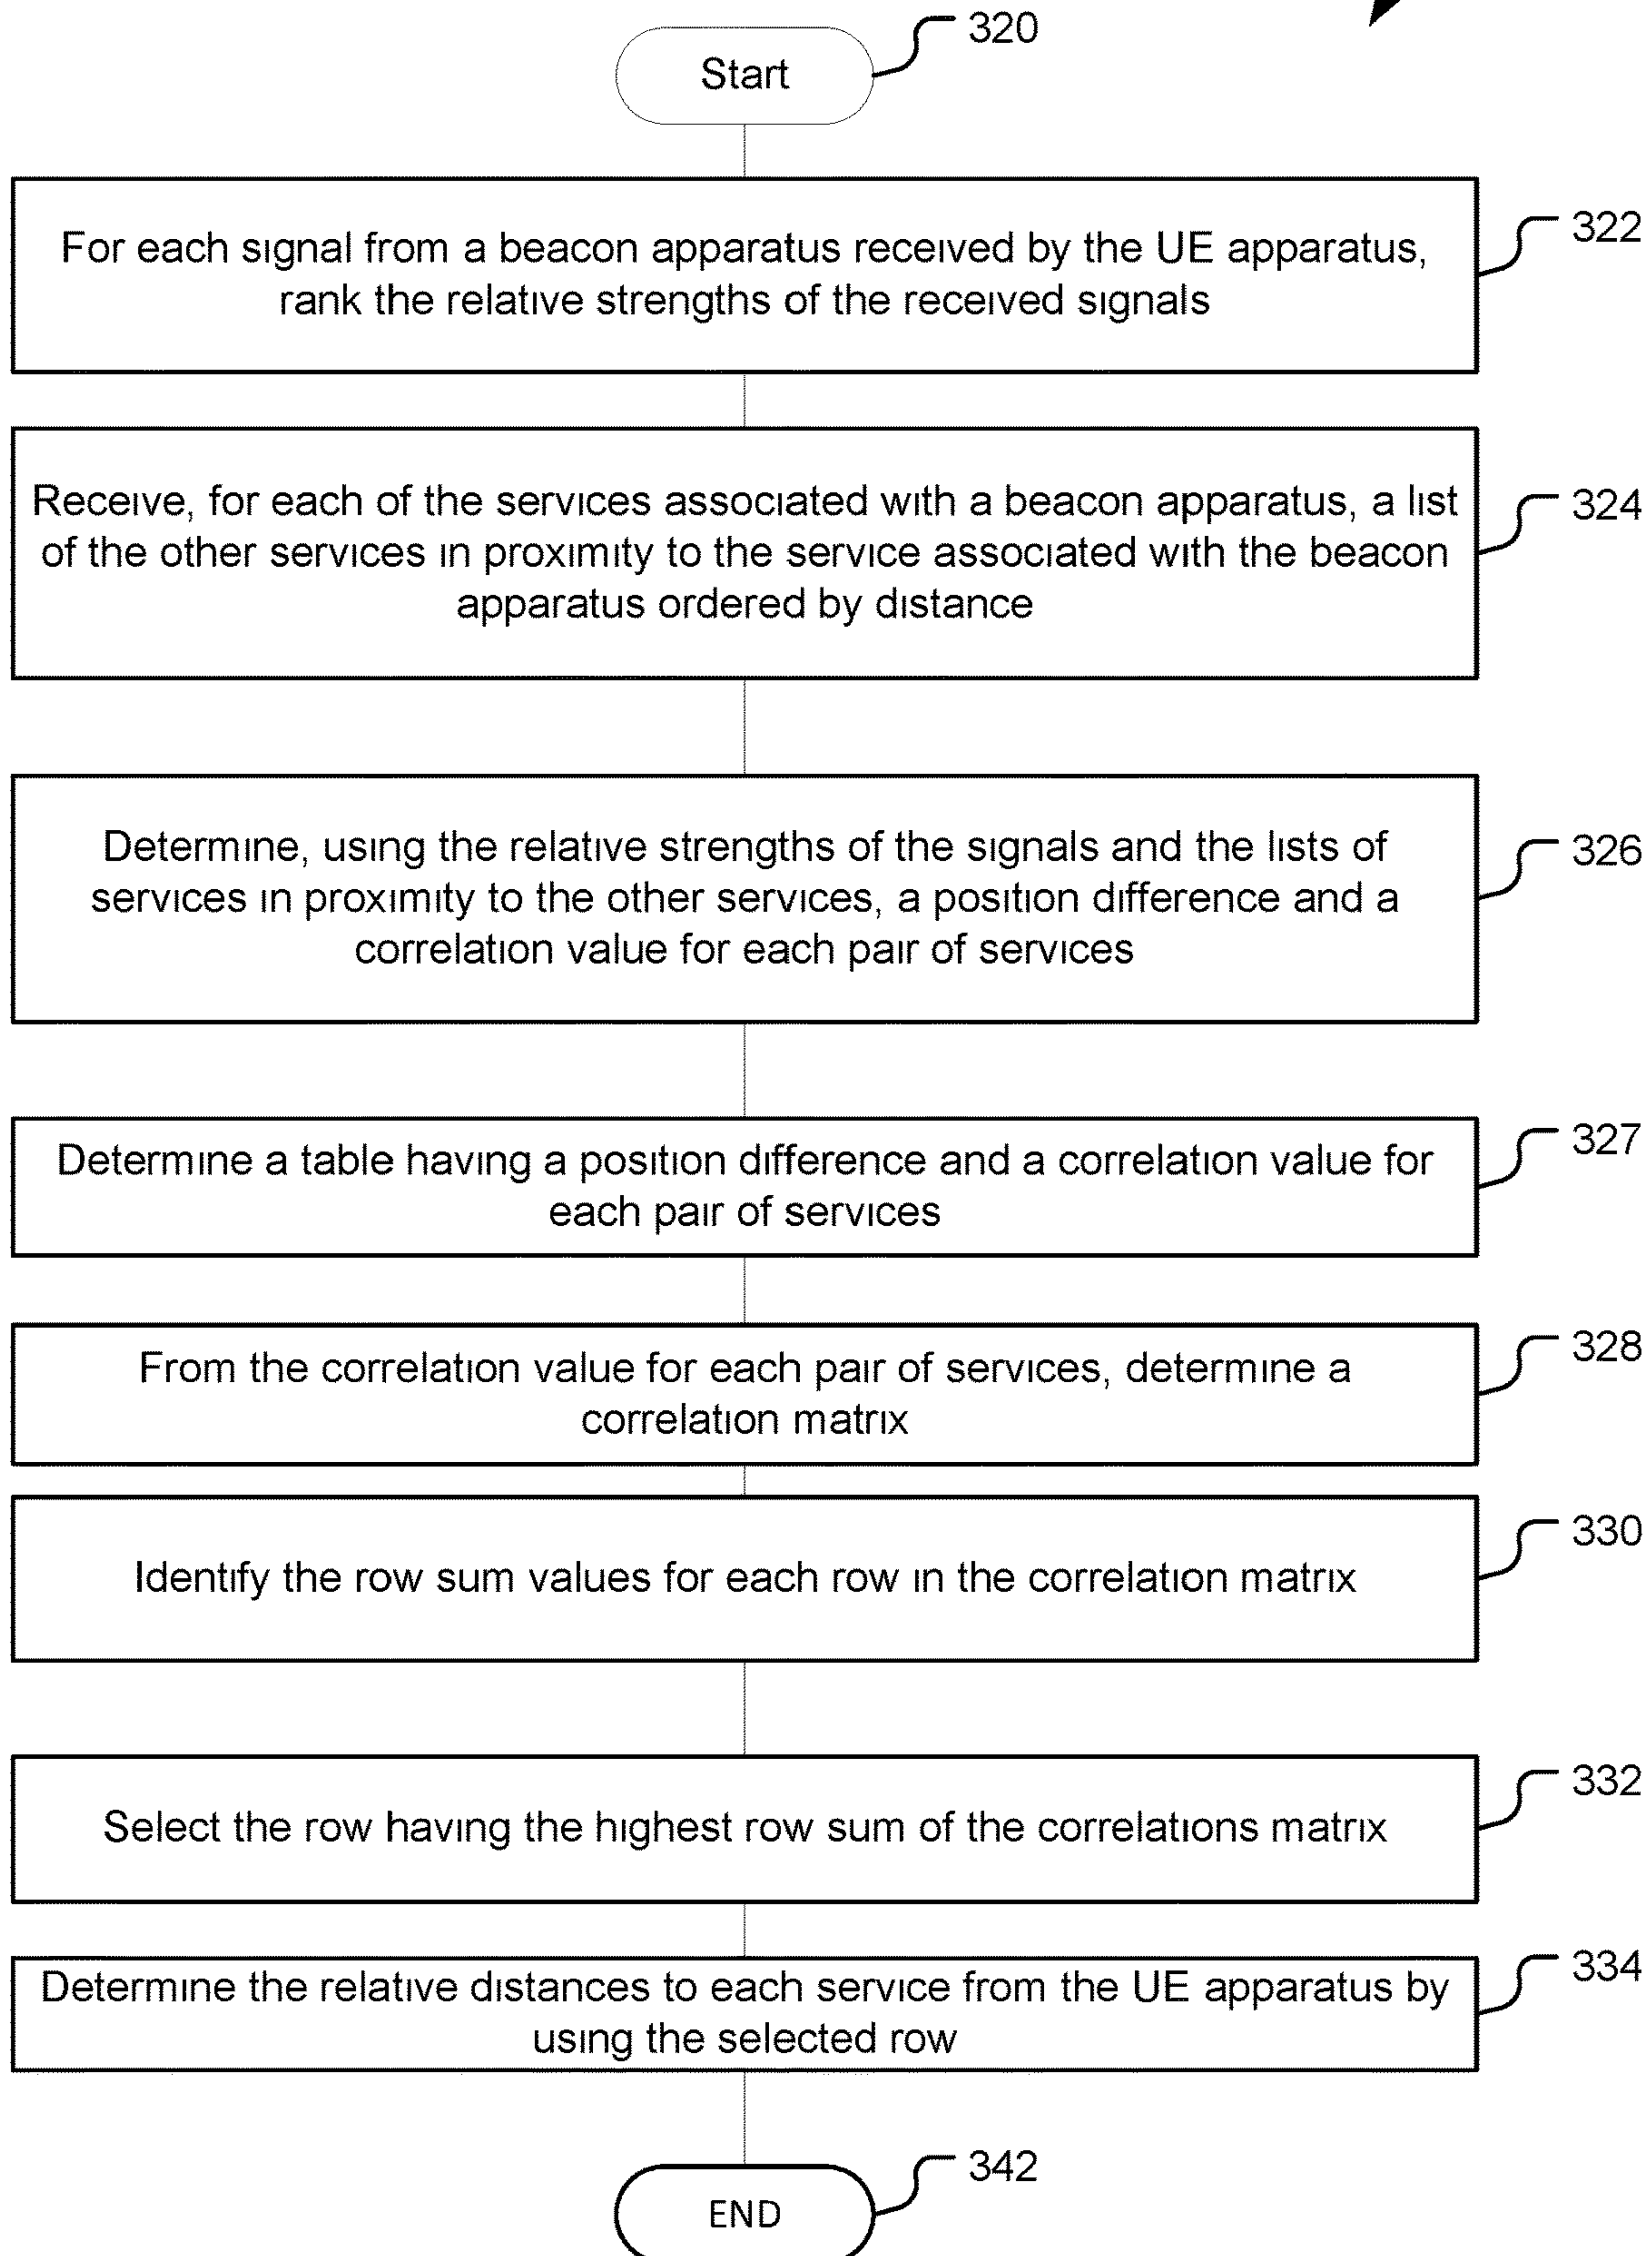 320
Start
322
For each signal from a beacon apparatus received by the UE apparatus,
rank the relative strengths of the received signals
324
Receive, for each of the services associated with a beacon apparatus, a list
of the other services in proximity to the service associated with the beacon
apparatus ordered by distance
326
Determine, using the relative strengths of the signals and the lists of
services in proximity to the other services, a position difference and a
correlation value for each pair of services
327
Determine a table having a position difference and a correlation value for
each pair of services
328
From the correlation value for each pair of services, determine a
correlation matrix
330
Identify the row sum values for each row in the correlation matrix
332
Select the row having the highest row sum of the correlations matrix
334
Determine the relative distances to each service from the UE apparatus by
using the selected row
342
END